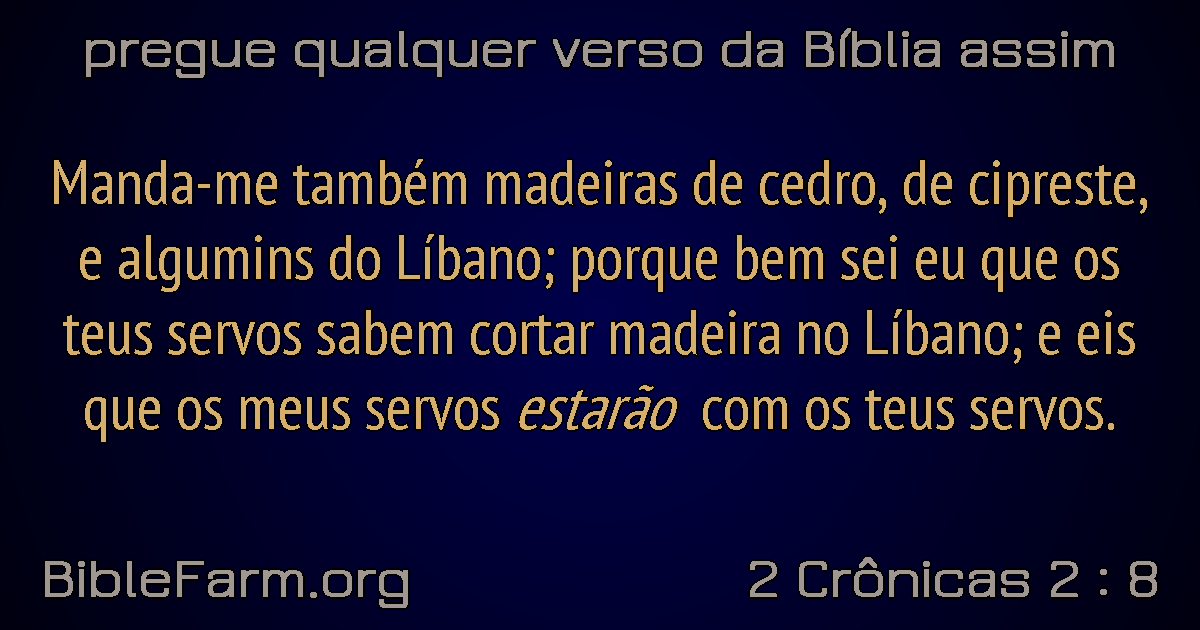 pregue qualquer verso da Bíblia assim
Manda-me também madeiras de cedro, de cipreste,
e algumins do Líbano; porque bem sei eu que os
teus servos sabem cortar madeira no Líbano; e eis
que os meus servos estarão com os teus servos.
BibleFarm.org
2 Crônicas 2 : 8